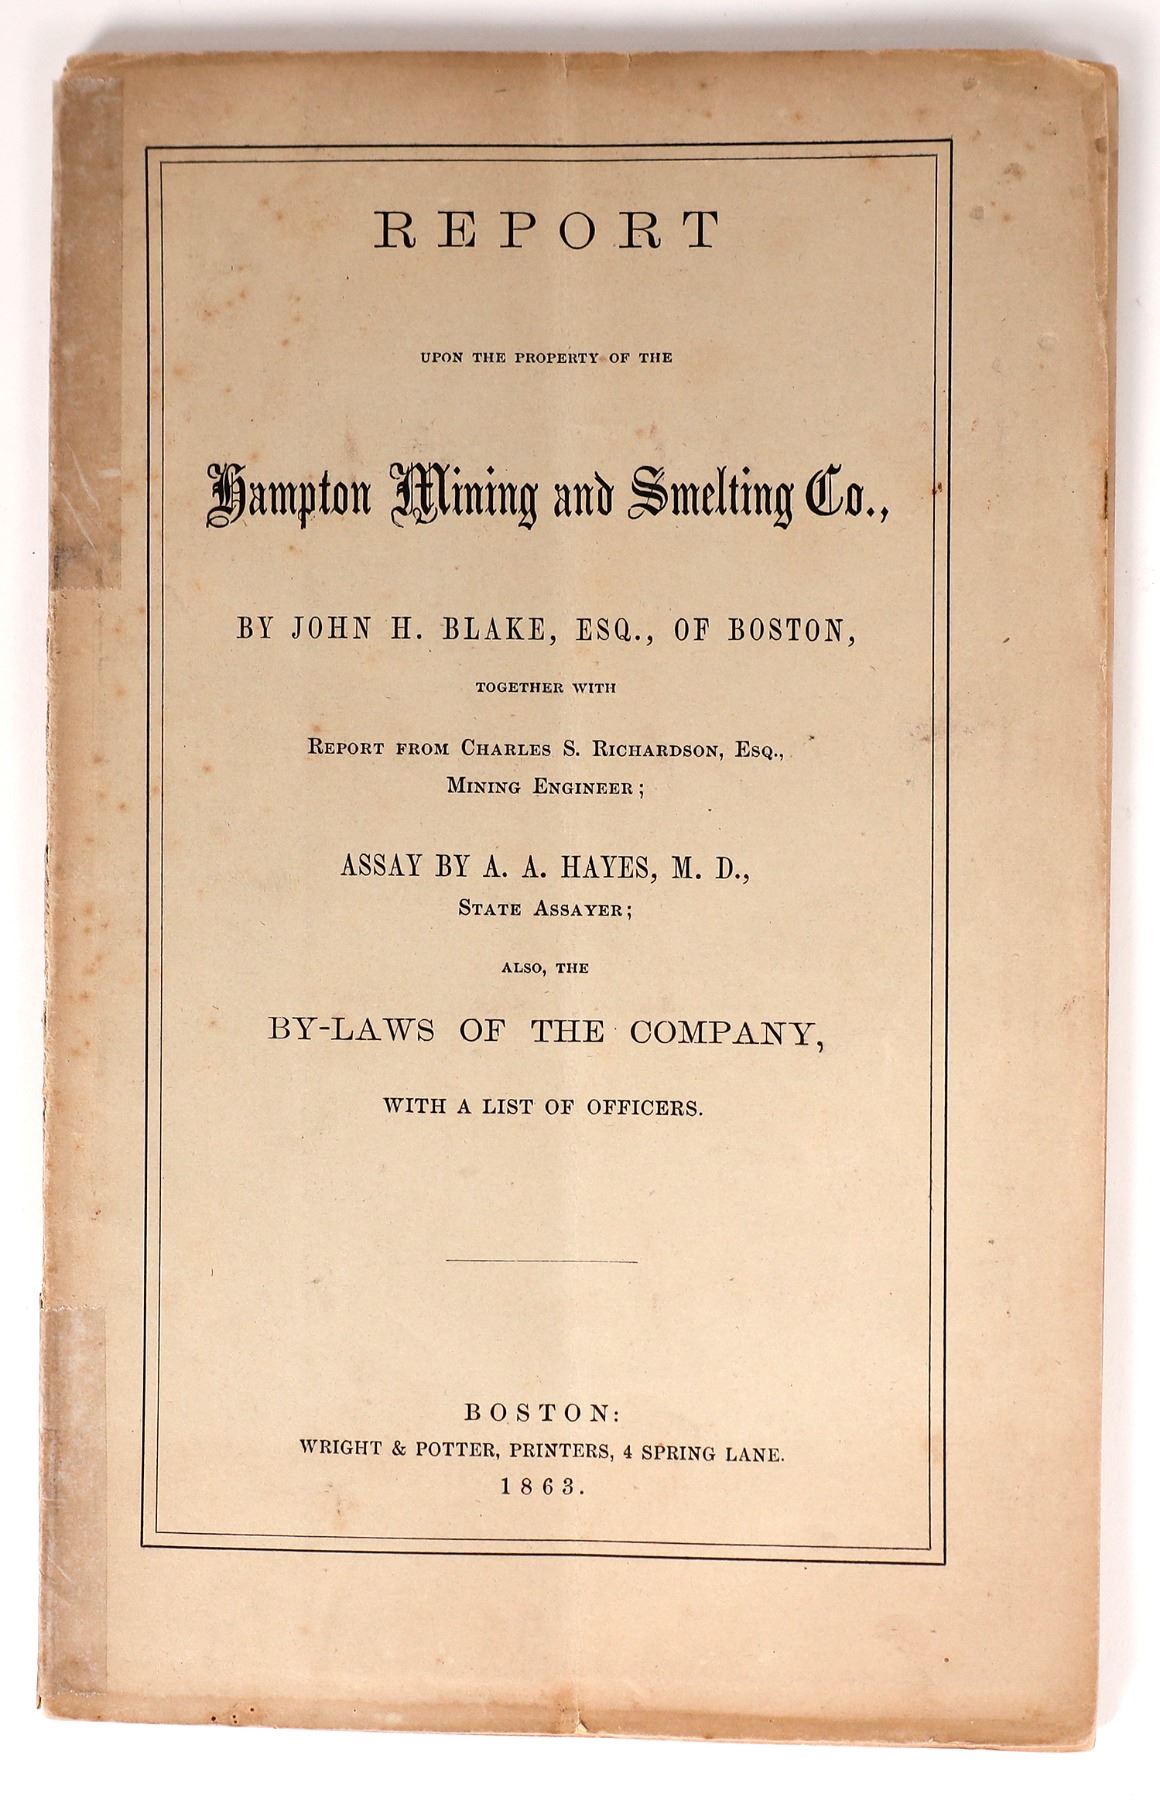 REPORT
UPON THE PROPERTY OF THE
Hampton Mining and Smelting Co.,
BY JOHN H. BLAKE, ESQ., OF BOSTON,
TOGETHER WITH
REPORT FROM CHARLES S. RICHARDSON, ESQ.,
MINING ENGINEER;
ASSAY BY A. A. HAYES, M. D.,
STATE ASSAYER;
ALSO, THE
BY-LAWS OF THE COMPANY,
WITH A LIST OF OFFICERS.
BOSTON:
WRIGHT & POTTER, PRINTERS, 4 SPRING LANE.
1863.